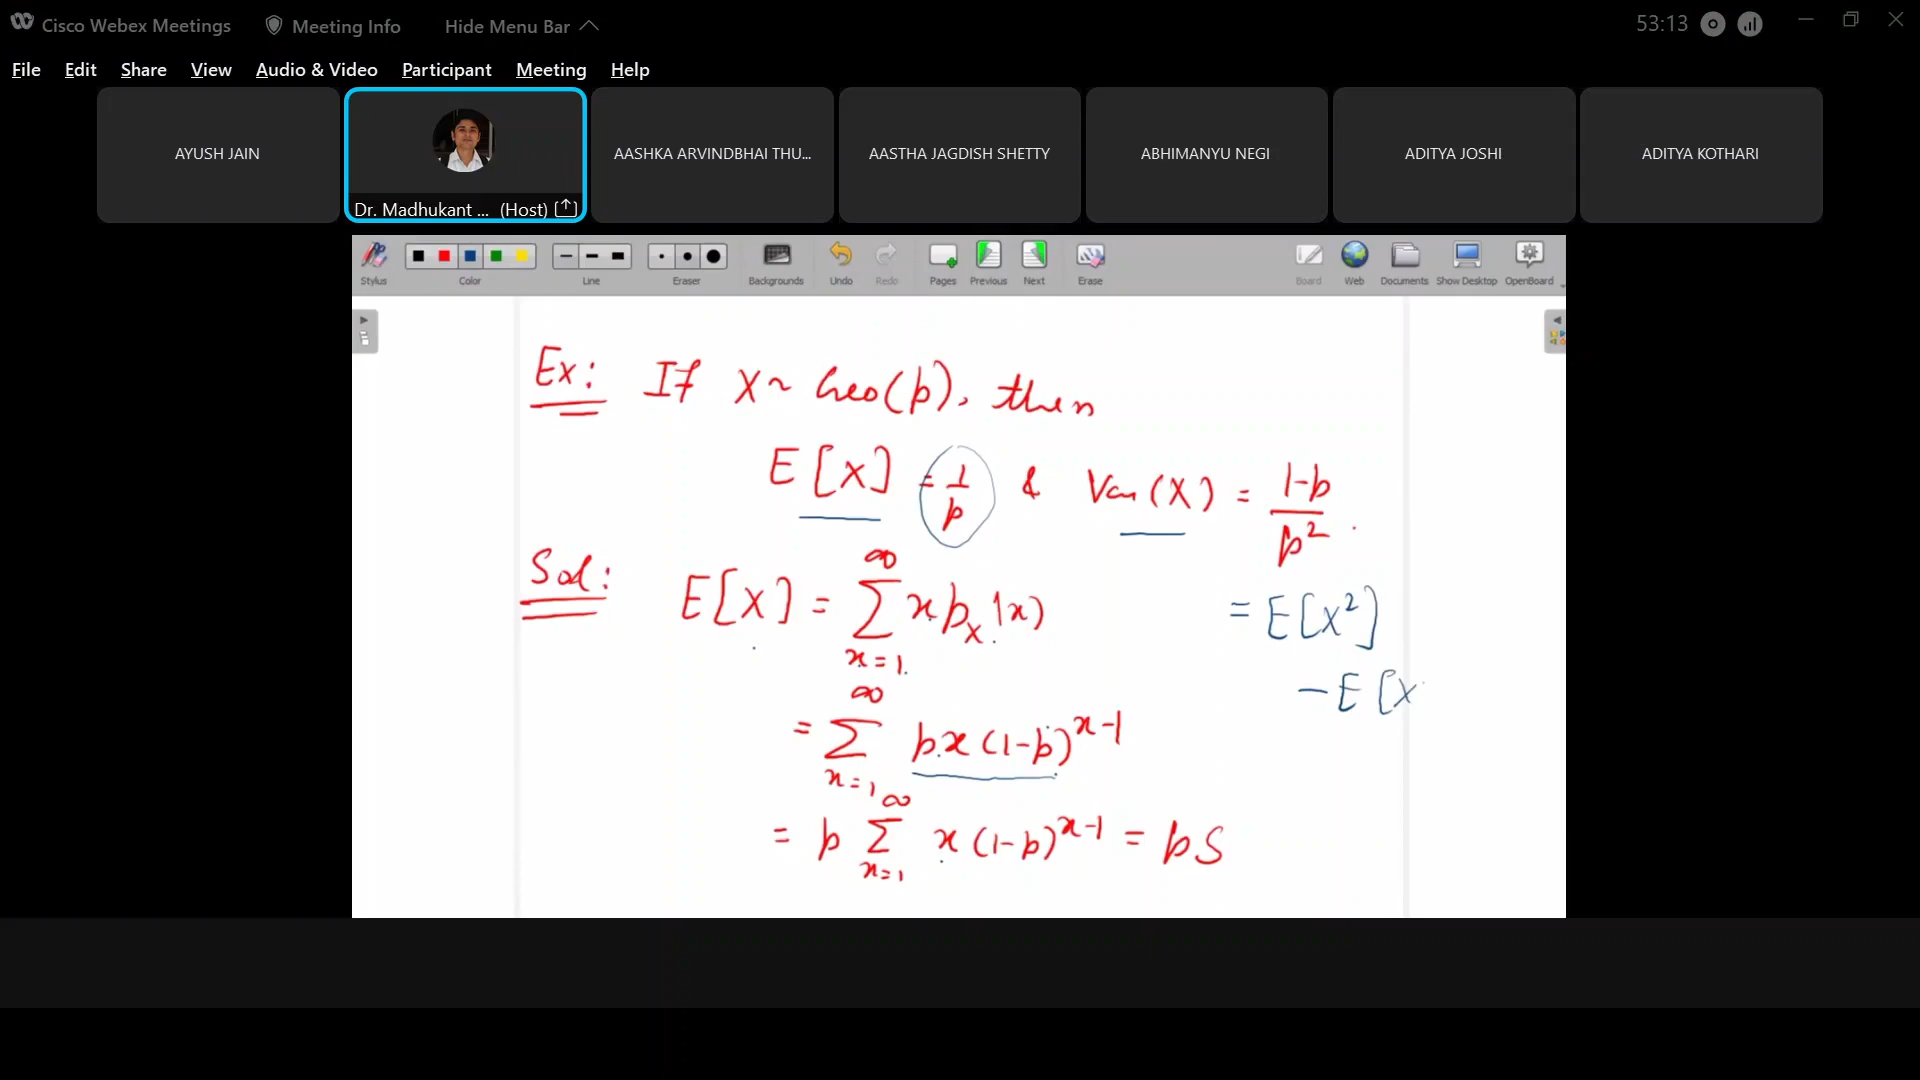 Cisco Webex Meetings Meeting Info Hide Menu Bar 53:13
File Edit Share View Audio & Video Participant Meeting Help
AYUSH JAIN
Dr. Madhukant ... (Host)
AASHKA ARVINDBHAI THU...
AASTHA JAGDISH SHETTY
ABHIMANYU NEGI
ADITYA JOSHI
ADITYA KOTHARI
Stylus Color Line Eraser Backgrounds Undo Redo Pages Previous Next Erase Board Web Documents Show Desktop OpenBoard
Ex: If X ~ Geo(p), then
E[X] = 1/p & Var(X) = (1-p)/p².
Sol: E[X] = ∑_{x=1}^{∞} x p_X(x)
= E[X²]
- E[X
= ∑_{x=1}^{∞} p x (1-p)^{x-1}
= p ∑_{x=1}^{∞} x (1-p)^{x-1} = p S